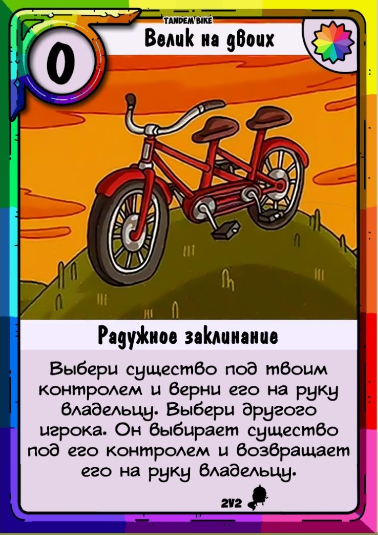 TANDEM BIKE
0
Велик на двоих
Радужное заклинание
Выбери существо под твоим
контролем и верни его на руку
владельцу. Выбери другого
игрока. Он выбирает существо
под его контролем и возвращает
его на руку владельцу.
2V2